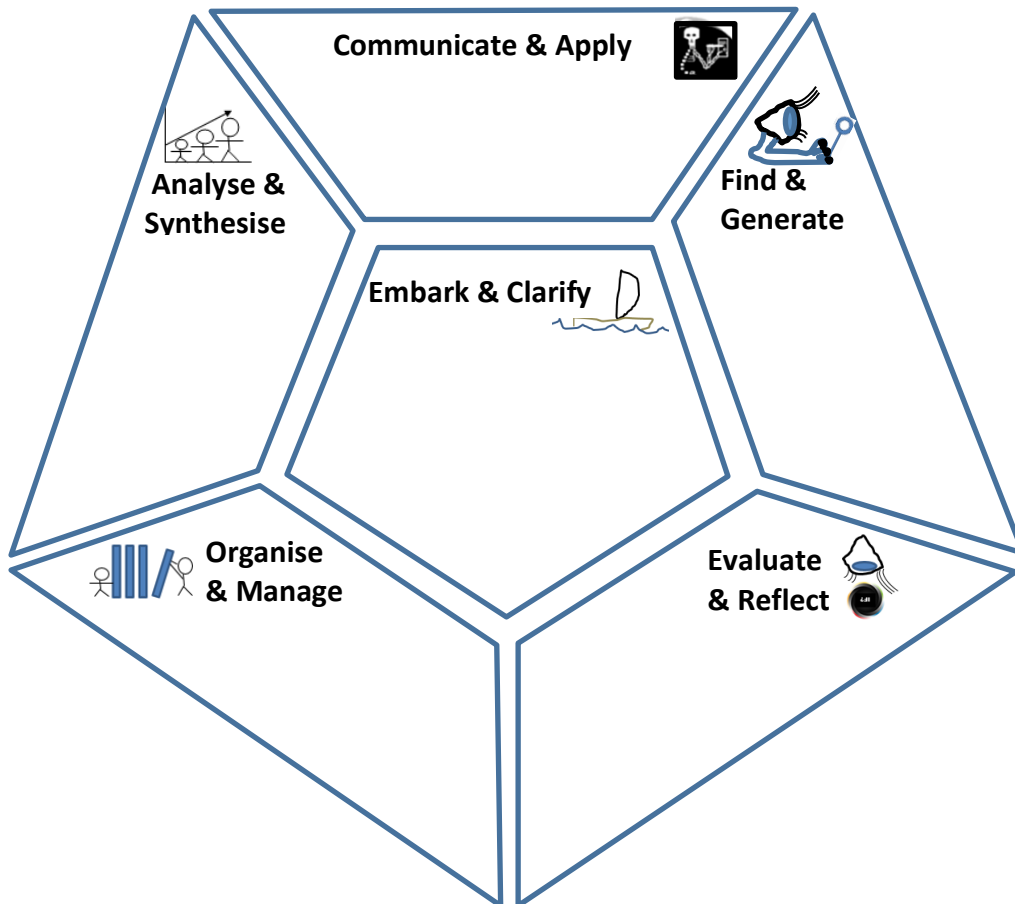 Communicate & Apply
Find &
Generate
Analyse &
Synthesise
Embark & Clarify
Organise
& Manage
Evaluate
& Reflect